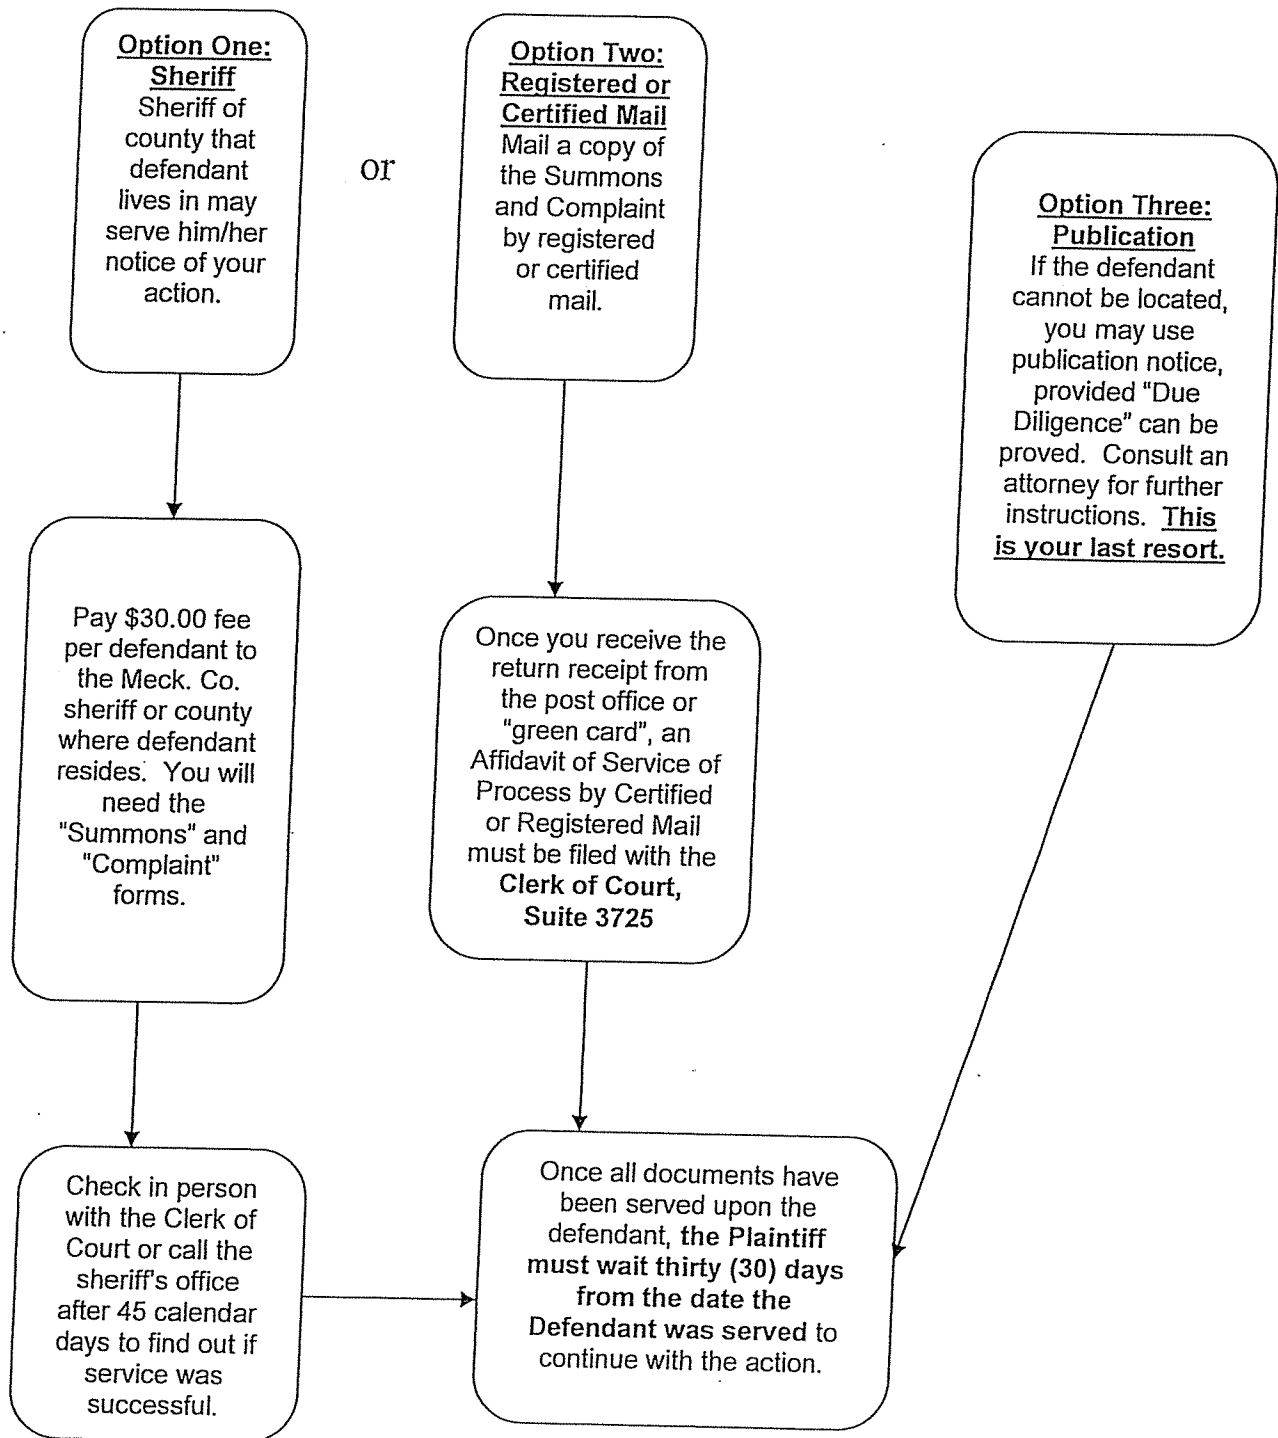 Option One:
Sheriff
Sheriff of
county that
defendant
lives in may
serve him/her
notice of your
action.
or
Option Two:
Registered or
Certified Mail
Mail a copy of
the Summons
and Complaint
by registered
or certified
mail.
Option Three:
Publication
If the defendant
cannot be located,
you may use
publication notice,
provided "Due
Diligence" can be
proved. Consult an
attorney for further
instructions. This
is your last resort.
Pay $30.00 fee
per defendant to
the Meck. Co.
sheriff or county
where defendant
resides. You will
need the
"Summons" and
"Complaint"
forms.
Once you receive the
return receipt from
the post office or
"green card", an
Affidavit of Service of
Process by Certified
or Registered Mail
must be filed with the
Clerk of Court,
Suite 3725
Check in person
with the Clerk of
Court or call the
sheriff's office
after 45 calendar
days to find out if
service was
successful.
Once all documents have
been served upon the
defendant, the Plaintiff
must wait thirty (30) days
from the date the
Defendant was served to
continue with the action.